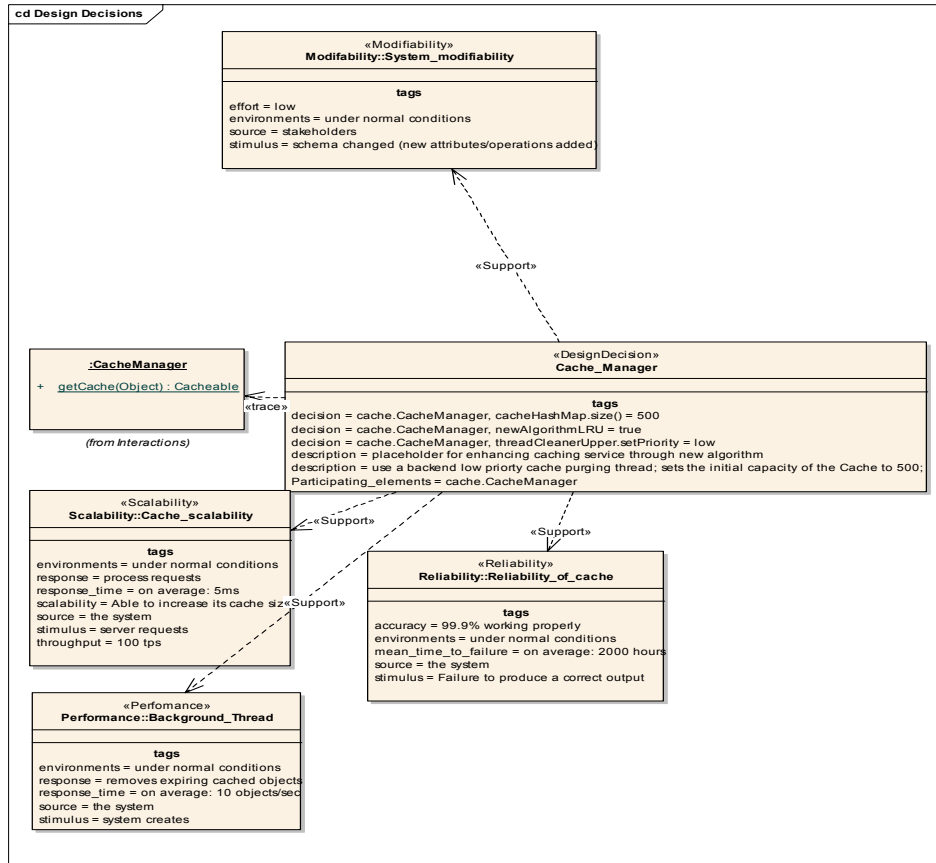 cd Design Decisions
«Modifiability»
Modifability::System_modifiability
tags
effort = low
environments = under normal conditions
source = stakeholders
stimulus = schema changed (new attributes/operations added)
«Support»
:CacheManager
+ getCache(Object) : Cacheable
(from Interactions)
«trace»
«DesignDecision»
Cache_Manager
tags
decision = cache.CacheManager, cacheHashMap.size() = 500
decision = cache.CacheManager, newAlgorithmLRU = true
decision = cache.CacheManager, threadCleanerUpper.setPriority = low
description = placeholder for enhancing caching service through new algorithm
description = use a backend low priorty cache purging thread; sets the initial capacity of the Cache to 500;
Participating_elements = cache.CacheManager
«Scalability»
Scalability::Cache_scalability
tags
environments = under normal conditions
response = process requests
response_time = on average: 5ms
scalability = Able to increase its cache siz
source = the system
stimulus = server requests
throughput = 100 tps
«Support»
«Support»
«Support»
«Reliability»
Reliability::Reliability_of_cache
tags
accuracy = 99.9% working properly
environments = under normal conditions
mean_time_to_failure = on average: 2000 hours
source = the system
stimulus = Failure to produce a correct output
«Perfomance»
Performance::Background_Thread
tags
environments = under normal conditions
response = removes expiring cached objects
response_time = on average: 10 objects/sec
source = the system
stimulus = system creates